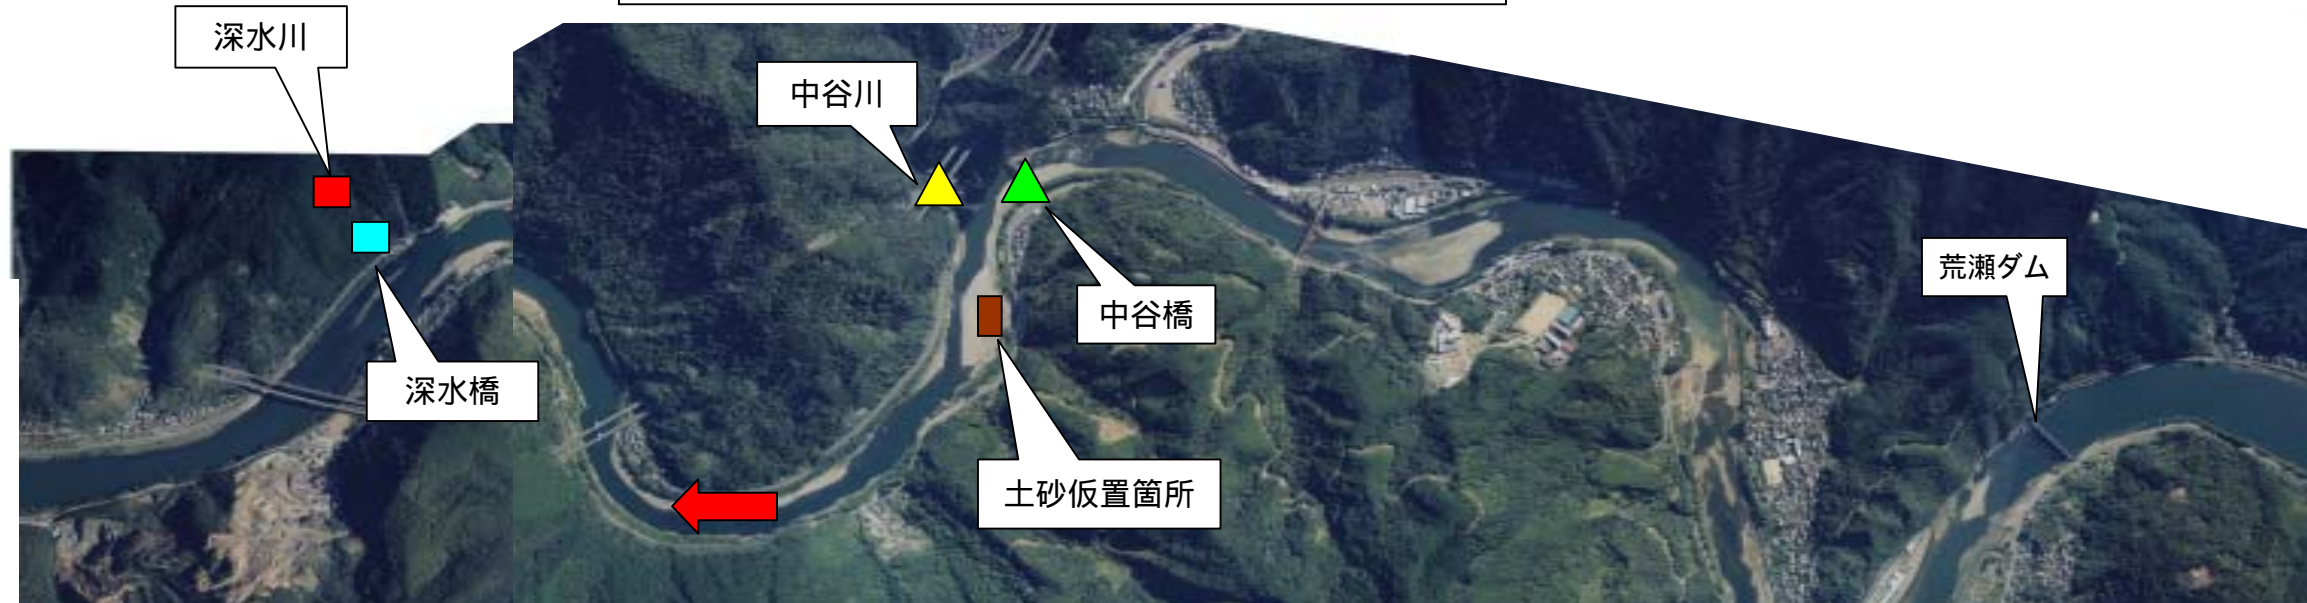 深水川
中谷川
荒瀬ダム
中谷橋
深水橋
土砂仮置箇所